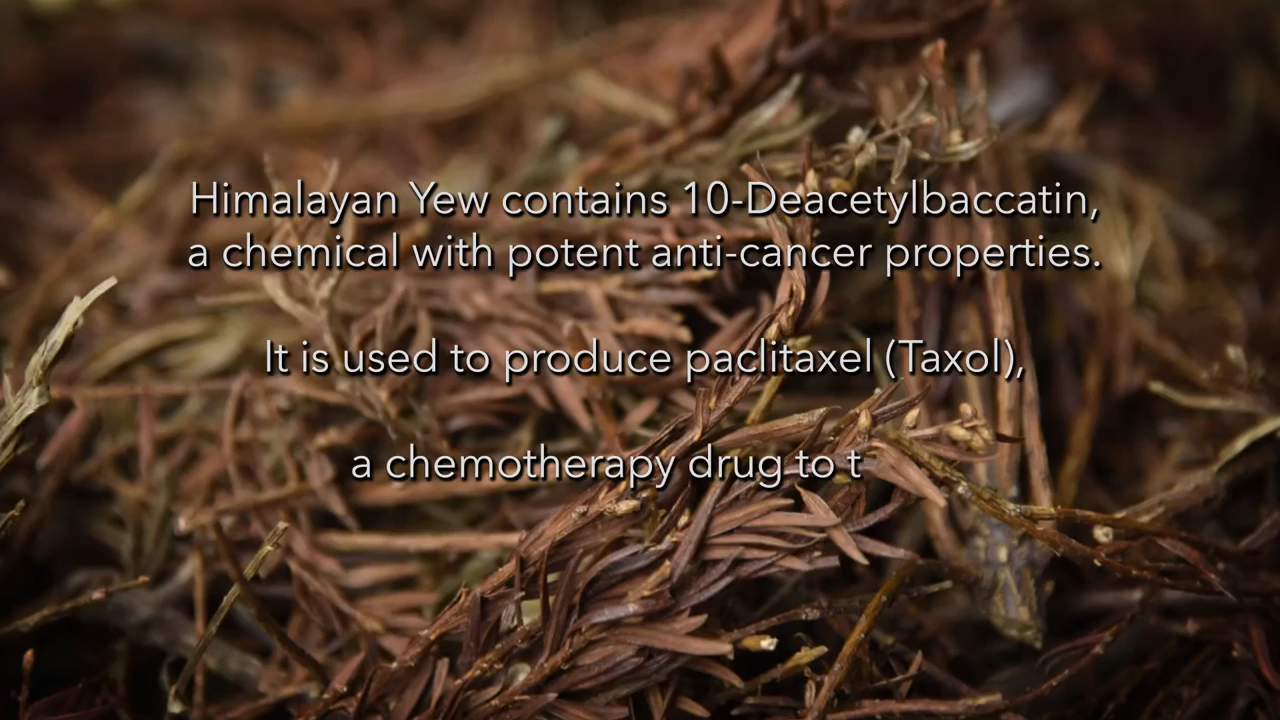 Himalayan Yew contains 10-Deacetylbaccatin,
a chemical with potent anti-cancer properties.
It is used to produce paclitaxel (Taxol),
a chemotherapy drug to t